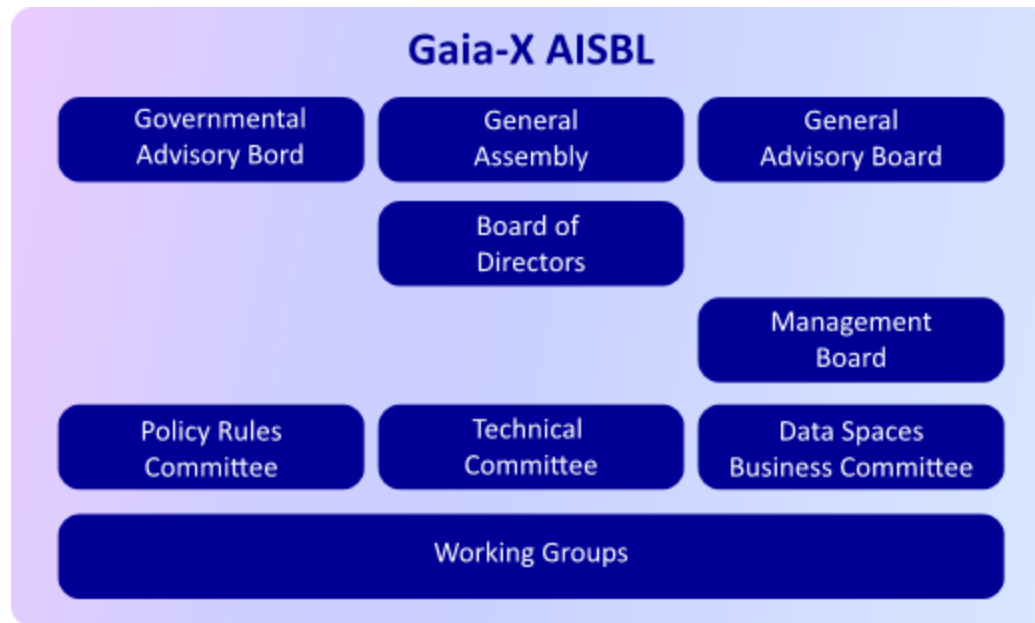 Gaia-X AISBL
Governmental
Advisory Bord
General
Assembly
General
Advisory Board
Board of
Directors
Management
Board
Policy Rules
Committee
Technical
Committee
Data Spaces
Business Committee
Working Groups